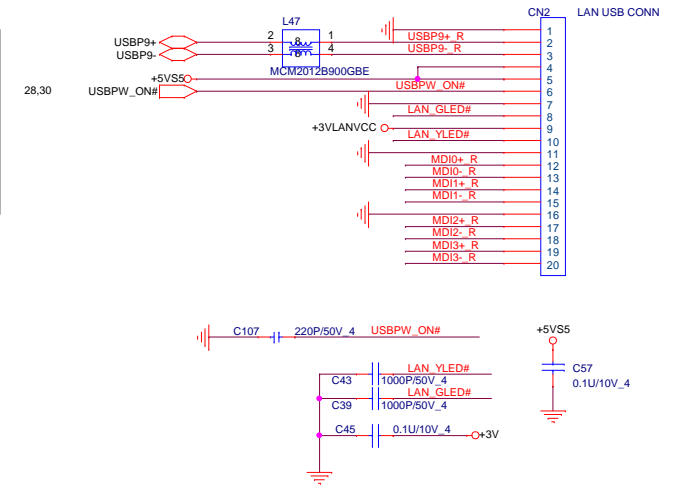 CN2 LAN USB CONN
L47
USBP9+ 2 8 1 USBP9+_R 1
USBP9- 3 4 USBP9-_R 2
MCM2012B900GBE 3
+5VS5 4
5
28,30 USBPW_ON# USBPW_ON# 6
7
LAN_GLED# 8
+3VLANVCC 9
LAN_YLED# 10
11
MDI0+_R 12
MDI0-_R 13
MDI1+_R 14
MDI1-_R 15
16
MDI2+_R 17
MDI2-_R 18
MDI3+_R 19
MDI3-_R 20
C107 220P/50V_4 USBPW_ON#
+5VS5
C57
0.1U/10V_4
LAN_YLED#
C43 1000P/50V_4
LAN_GLED#
C39 1000P/50V_4
C45 0.1U/10V_4 +3V